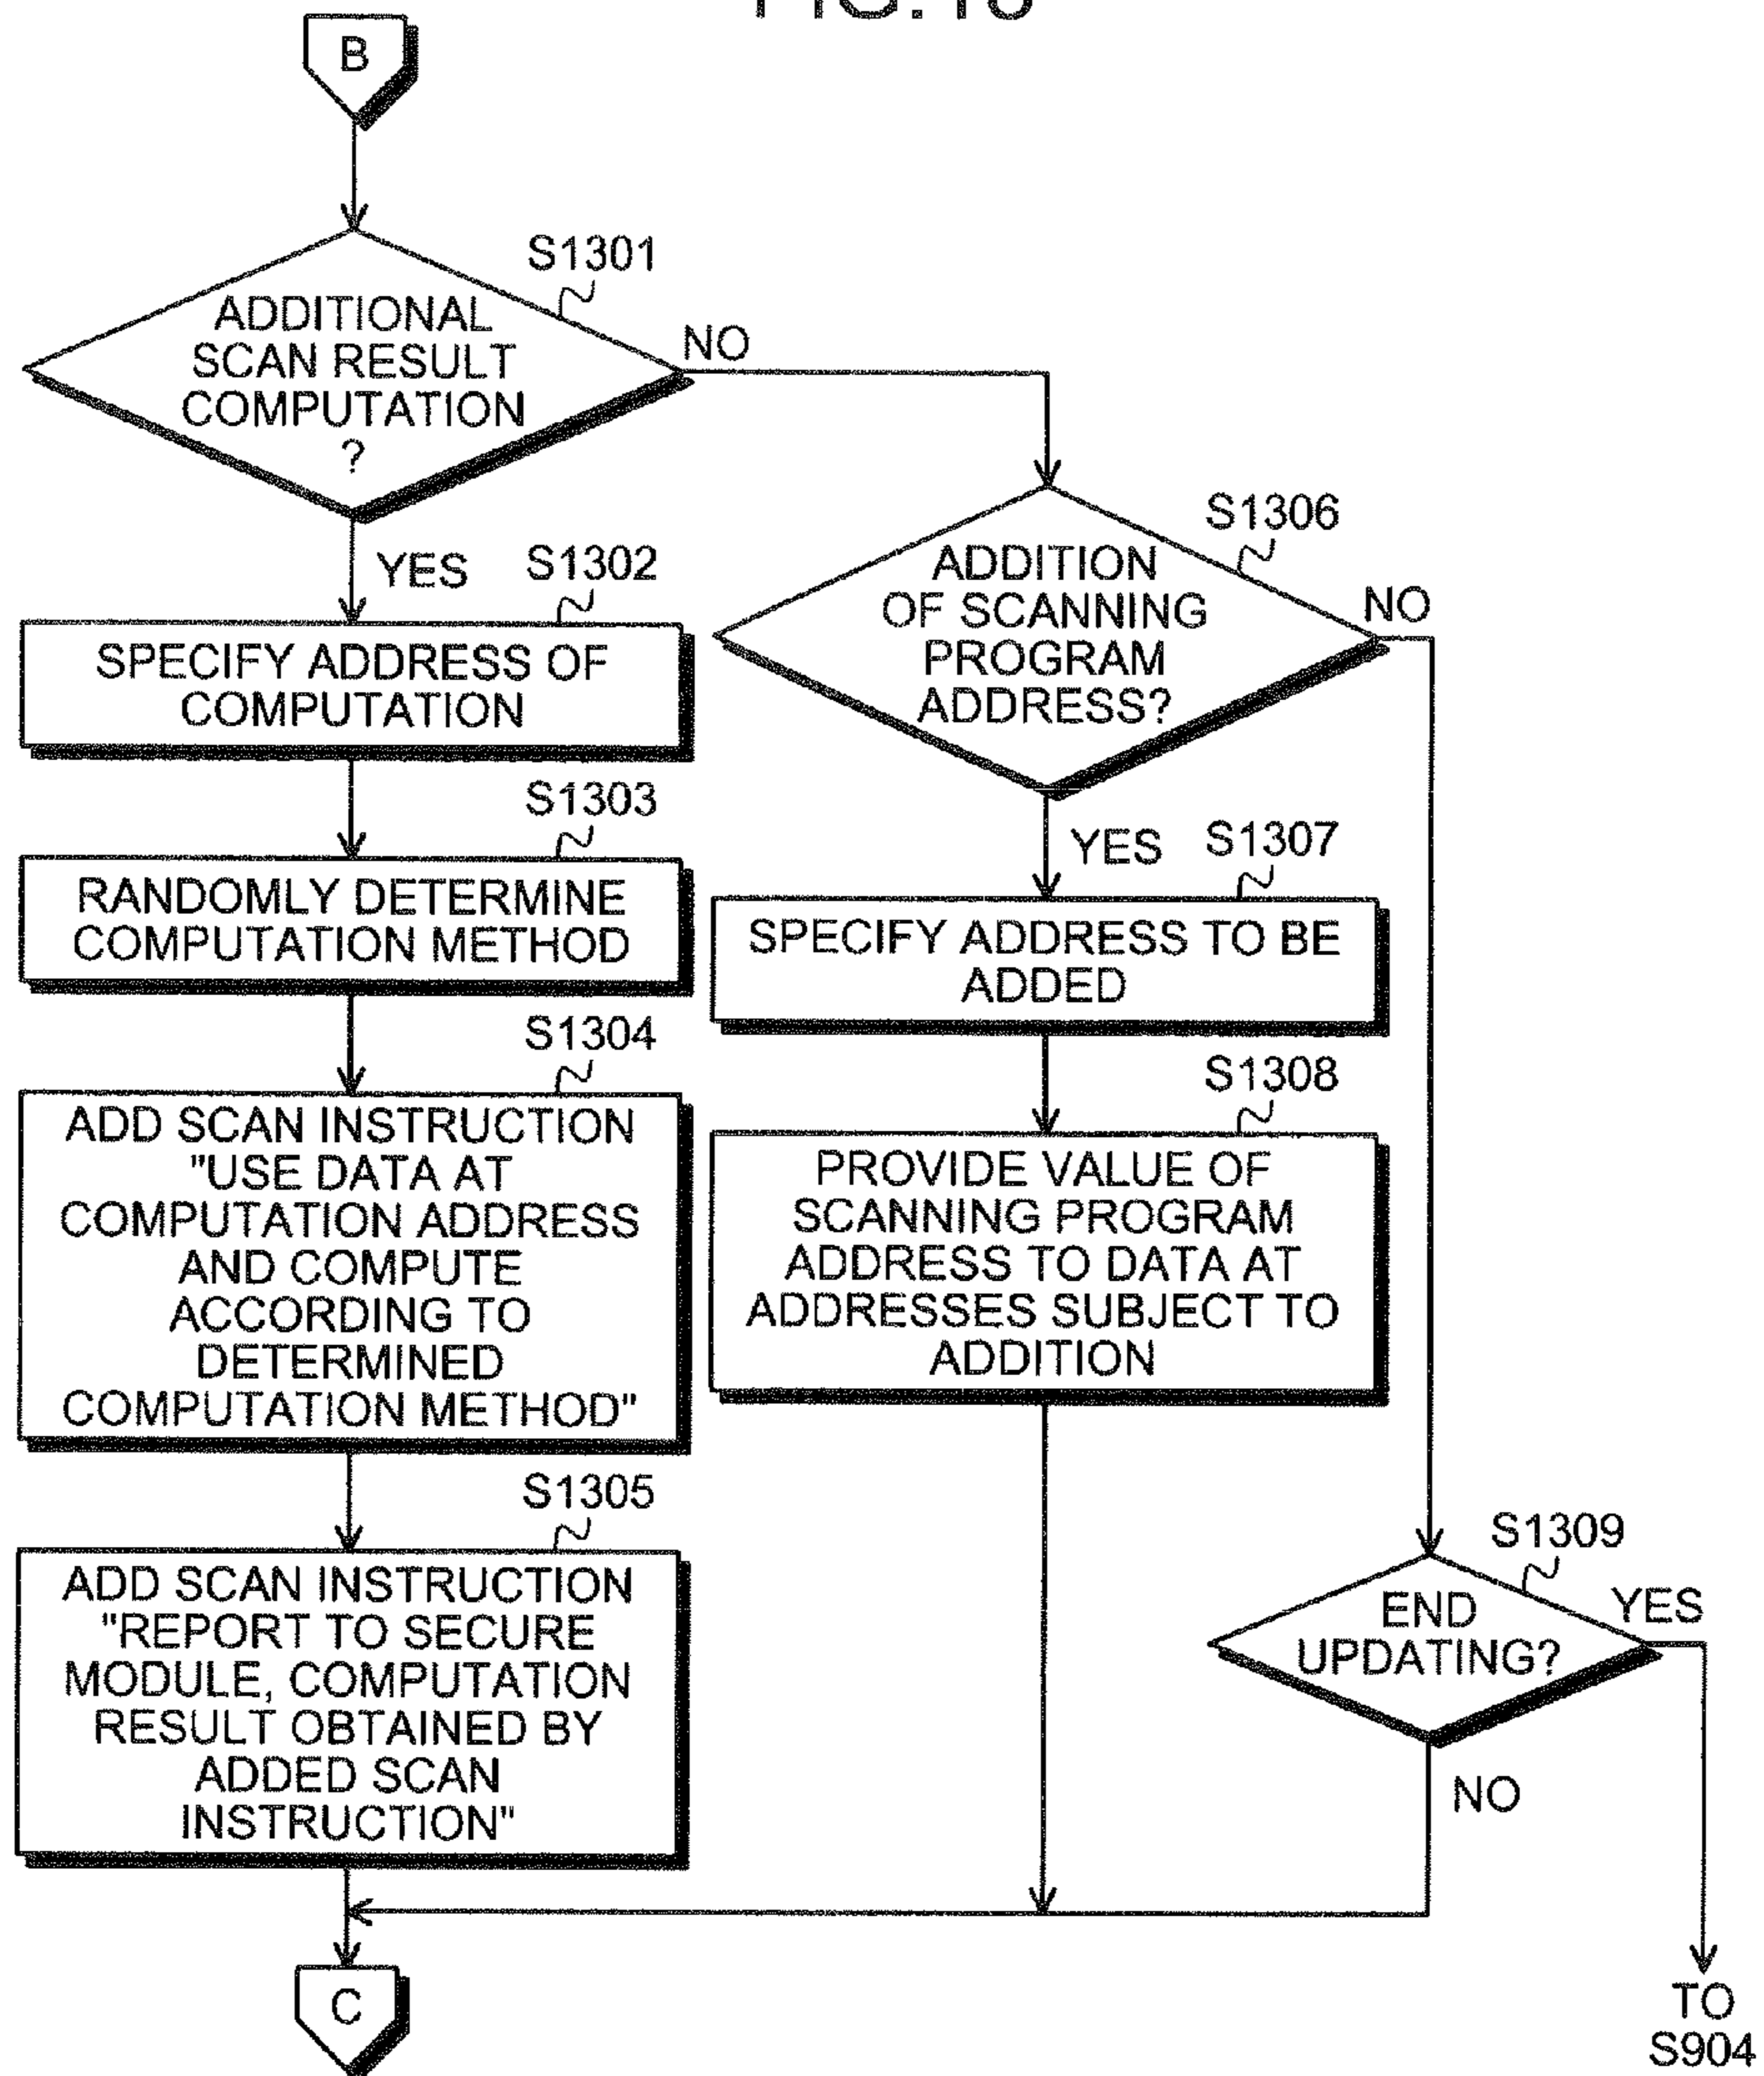 B
S1301
ADDITIONAL
SCAN RESULT
COMPUTATION
?
NO
YES
S1302
SPECIFY ADDRESS OF
COMPUTATION
S1303
RANDOMLY DETERMINE
COMPUTATION METHOD
S1304
ADD SCAN INSTRUCTION
"USE DATA AT
COMPUTATION ADDRESS
AND COMPUTE
ACCORDING TO
DETERMINED
COMPUTATION METHOD"
S1305
ADD SCAN INSTRUCTION
"REPORT TO SECURE
MODULE, COMPUTATION
RESULT OBTAINED BY
ADDED SCAN
INSTRUCTION"
C
S1306
ADDITION
OF SCANNING
PROGRAM
ADDRESS?
NO
YES
S1307
SPECIFY ADDRESS TO BE
ADDED
S1308
PROVIDE VALUE OF
SCANNING PROGRAM
ADDRESS TO DATA AT
ADDRESSES SUBJECT TO
ADDITION
S1309
END
UPDATING?
YES
NO
TO
S904